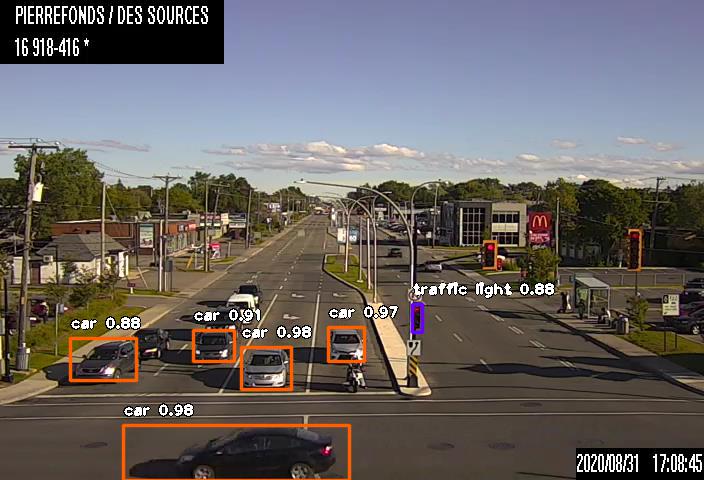 PIERREFONDS / DES SOURCES
16 918-416 *
traffic light 0.88
car 0.88
car 0.91
car 0.98
car 0.97
car 0.98
2020/08/31 17:08:45